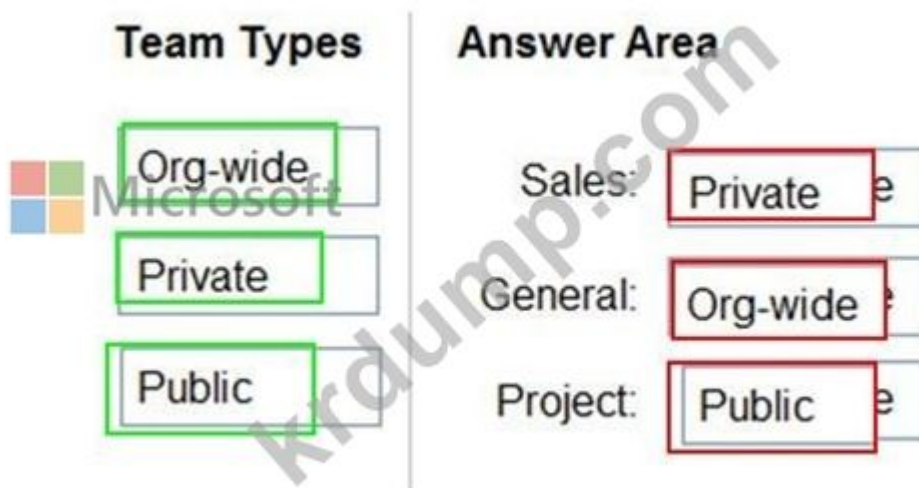 Team Types
Answer Area
Org-wide
Microsoft
Private
Public
Sales: Private e
General: Org-wide e
Project: Public e
krdump.com